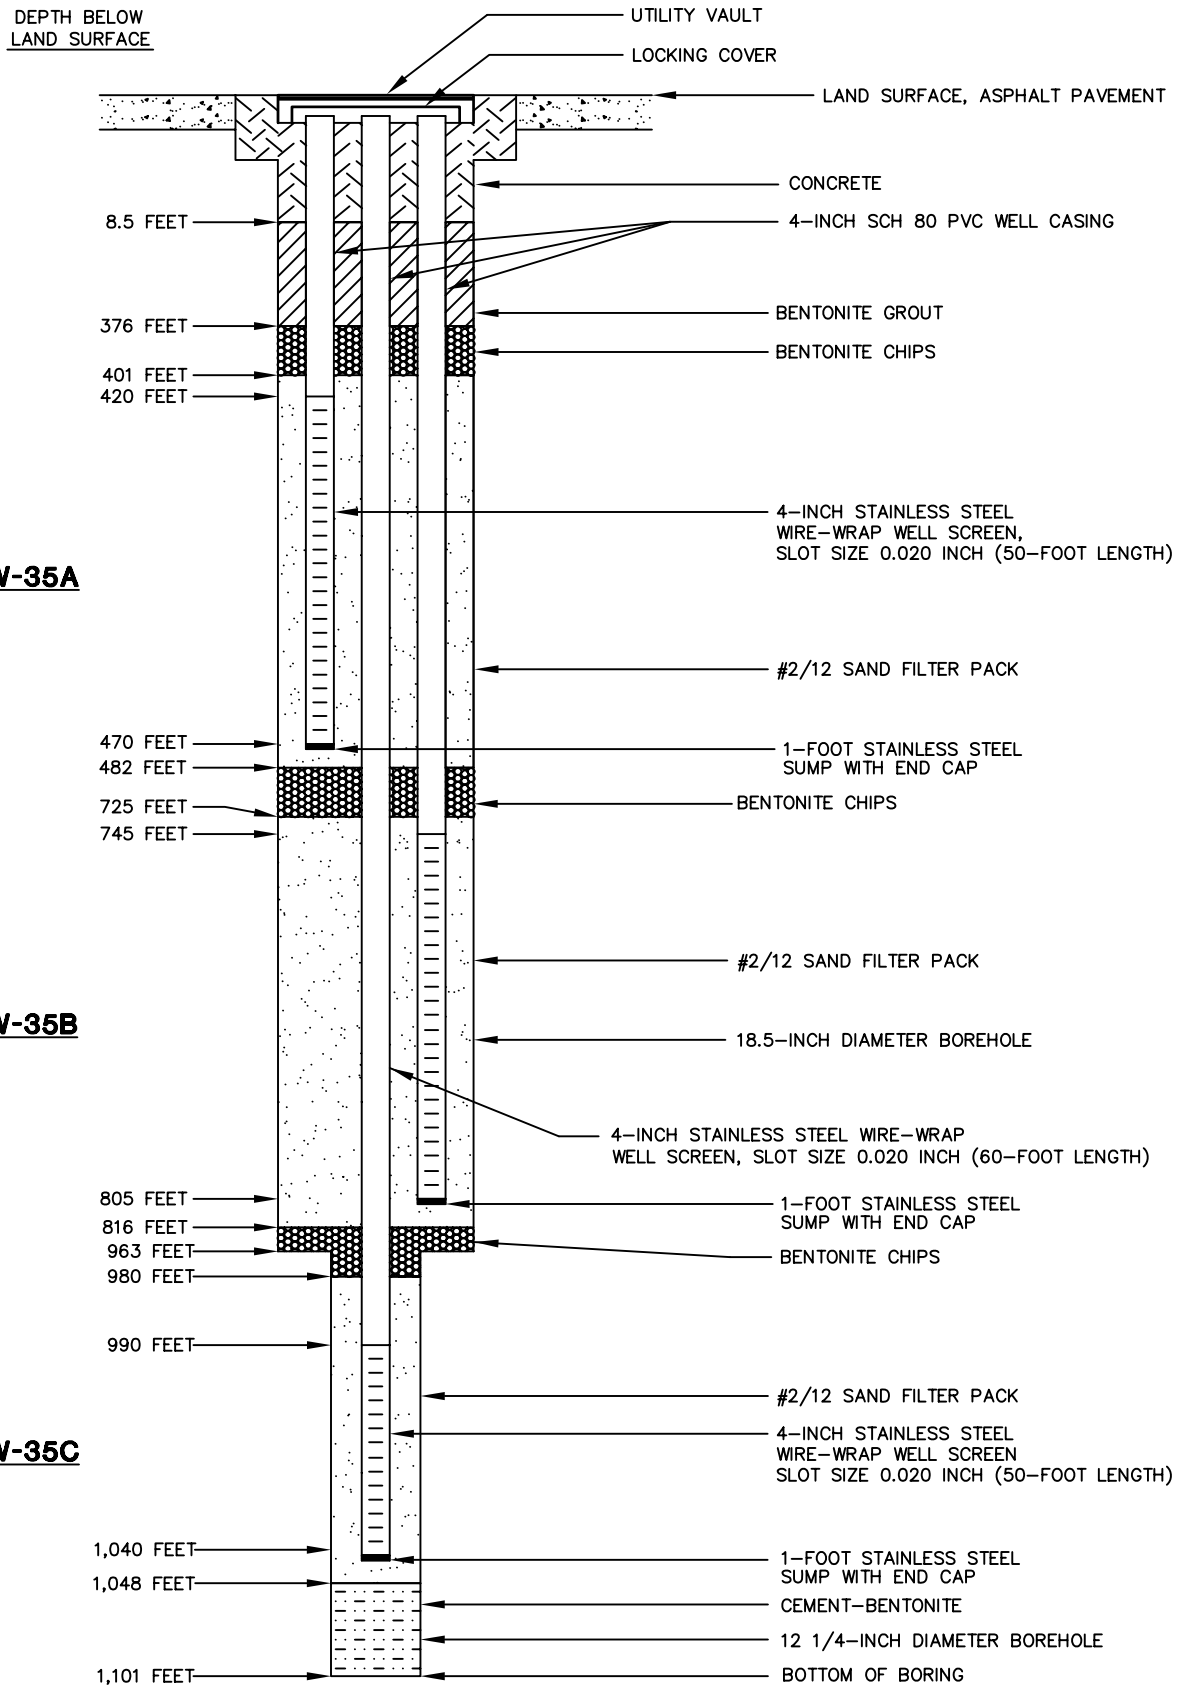 DEPTH BELOW
LAND SURFACE
UTILITY VAULT
LOCKING COVER
LAND SURFACE, ASPHALT PAVEMENT
CONCRETE
8.5 FEET
4-INCH SCH 80 PVC WELL CASING
BENTONITE GROUT
376 FEET
BENTONITE CHIPS
401 FEET
420 FEET
4-INCH STAINLESS STEEL
WIRE-WRAP WELL SCREEN,
SLOT SIZE 0.020 INCH (50-FOOT LENGTH)
-35A
#2/12 SAND FILTER PACK
470 FEET
1-FOOT STAINLESS STEEL
SUMP WITH END CAP
482 FEET
BENTONITE CHIPS
725 FEET
745 FEET
#2/12 SAND FILTER PACK
-35B
18.5-INCH DIAMETER BOREHOLE
4-INCH STAINLESS STEEL WIRE-WRAP
WELL SCREEN, SLOT SIZE 0.020 INCH (60-FOOT LENGTH)
805 FEET
1-FOOT STAINLESS STEEL
SUMP WITH END CAP
816 FEET
963 FEET
BENTONITE CHIPS
980 FEET
990 FEET
#2/12 SAND FILTER PACK
4-INCH STAINLESS STEEL
WIRE-WRAP WELL SCREEN
SLOT SIZE 0.020 INCH (50-FOOT LENGTH)
-35C
1,040 FEET
1-FOOT STAINLESS STEEL
SUMP WITH END CAP
1,048 FEET
CEMENT-BENTONITE
12 1/4-INCH DIAMETER BOREHOLE
1,101 FEET
BOTTOM OF BORING